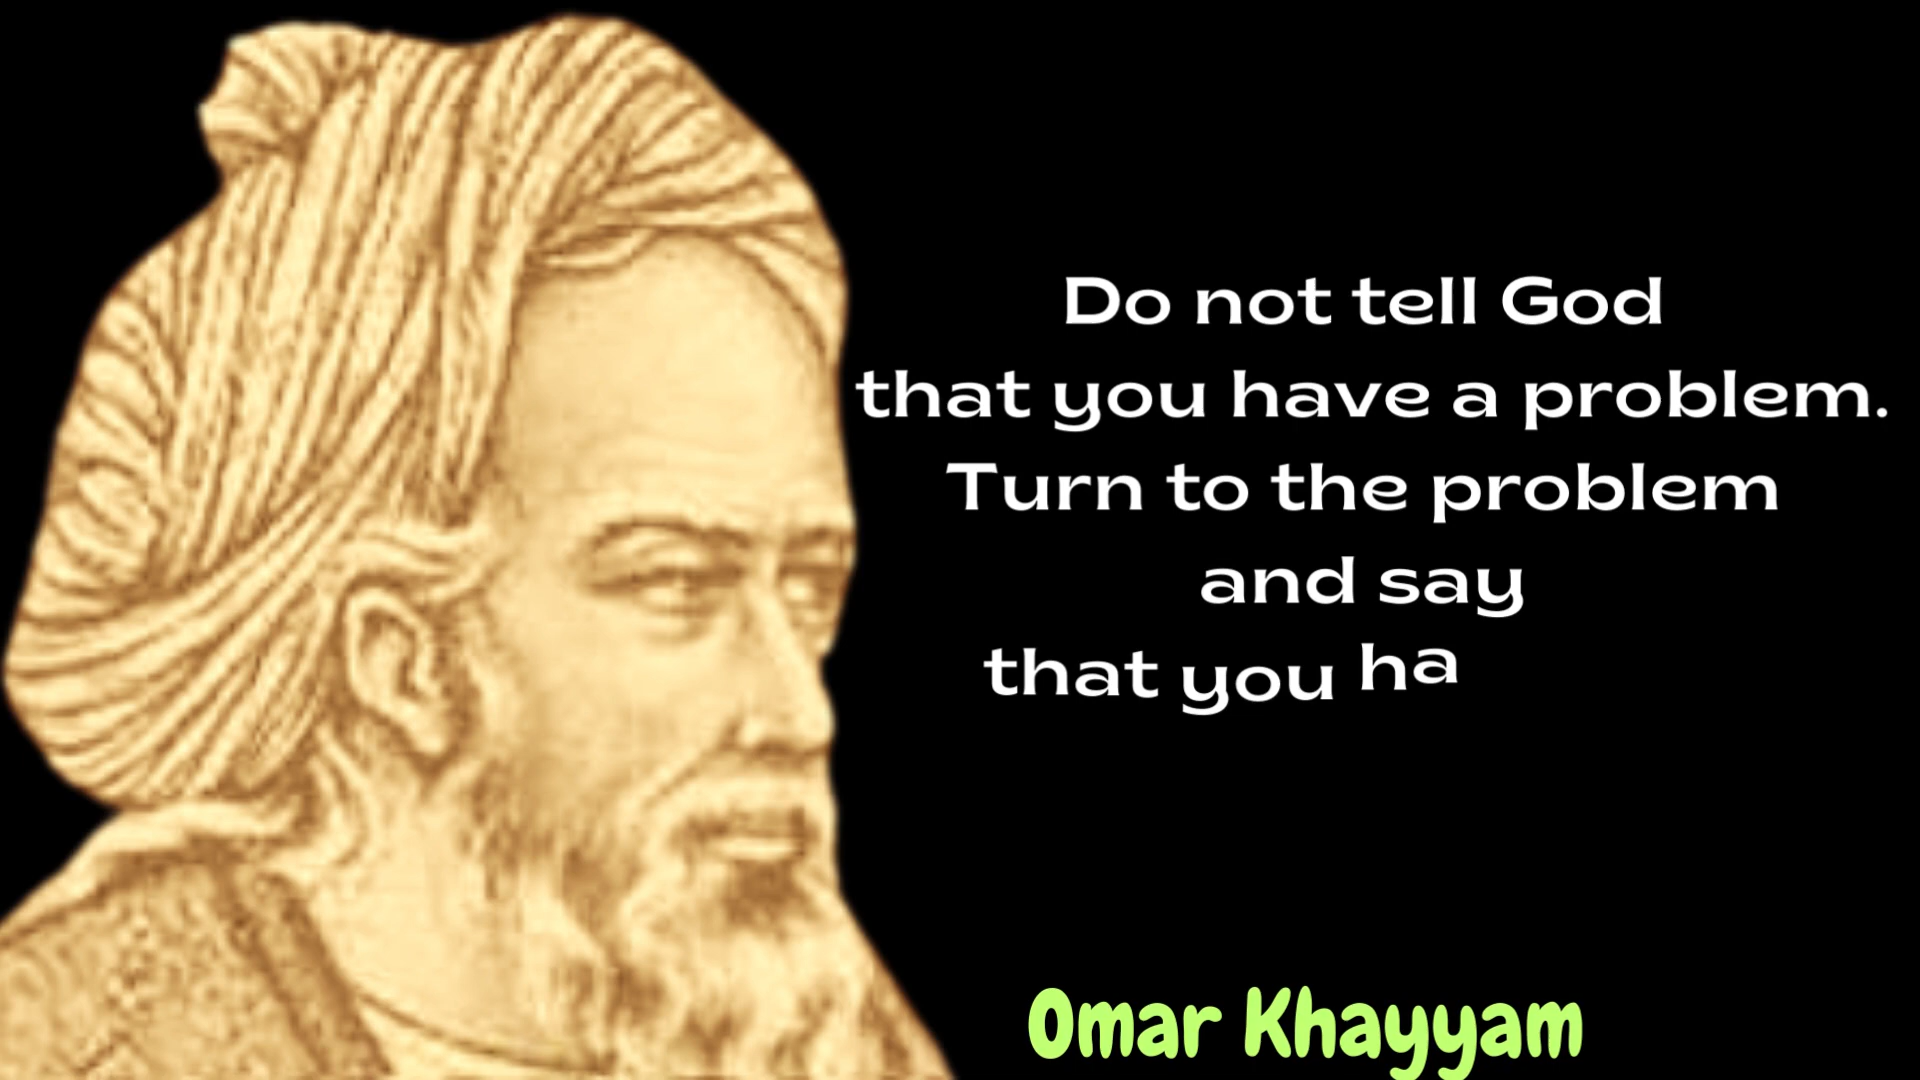 Do not tell God
that you have a problem.
Turn to the problem
and say
that you ha
Omar Khayyam